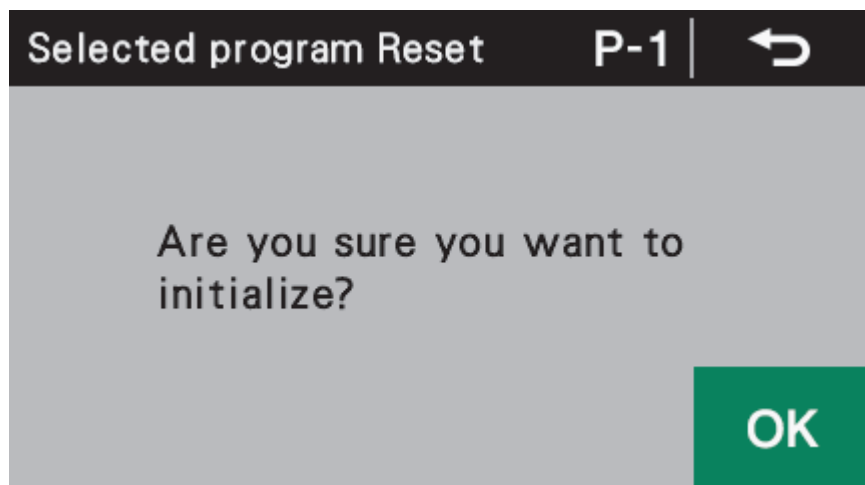 Selected program Reset P-1
Are you sure you want to
initialize?
OK